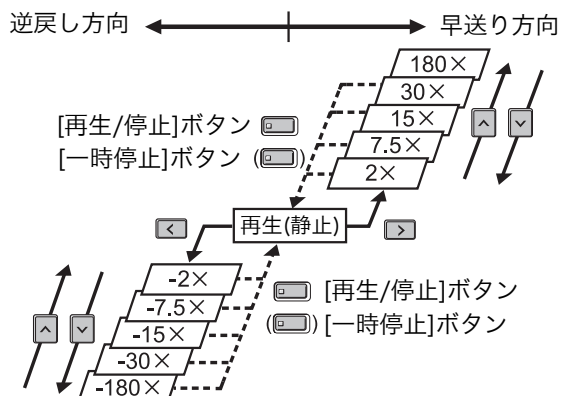 逆戻し方向
早送り方向
180×
30×
15×
7.5×
2×
[再生/停止]ボタン
[一時停止]ボタン ( )
再生(静止)
-2×
-7.5×
-15×
-30×
-180×
[再生/停止]ボタン
( ) [一時停止]ボタン